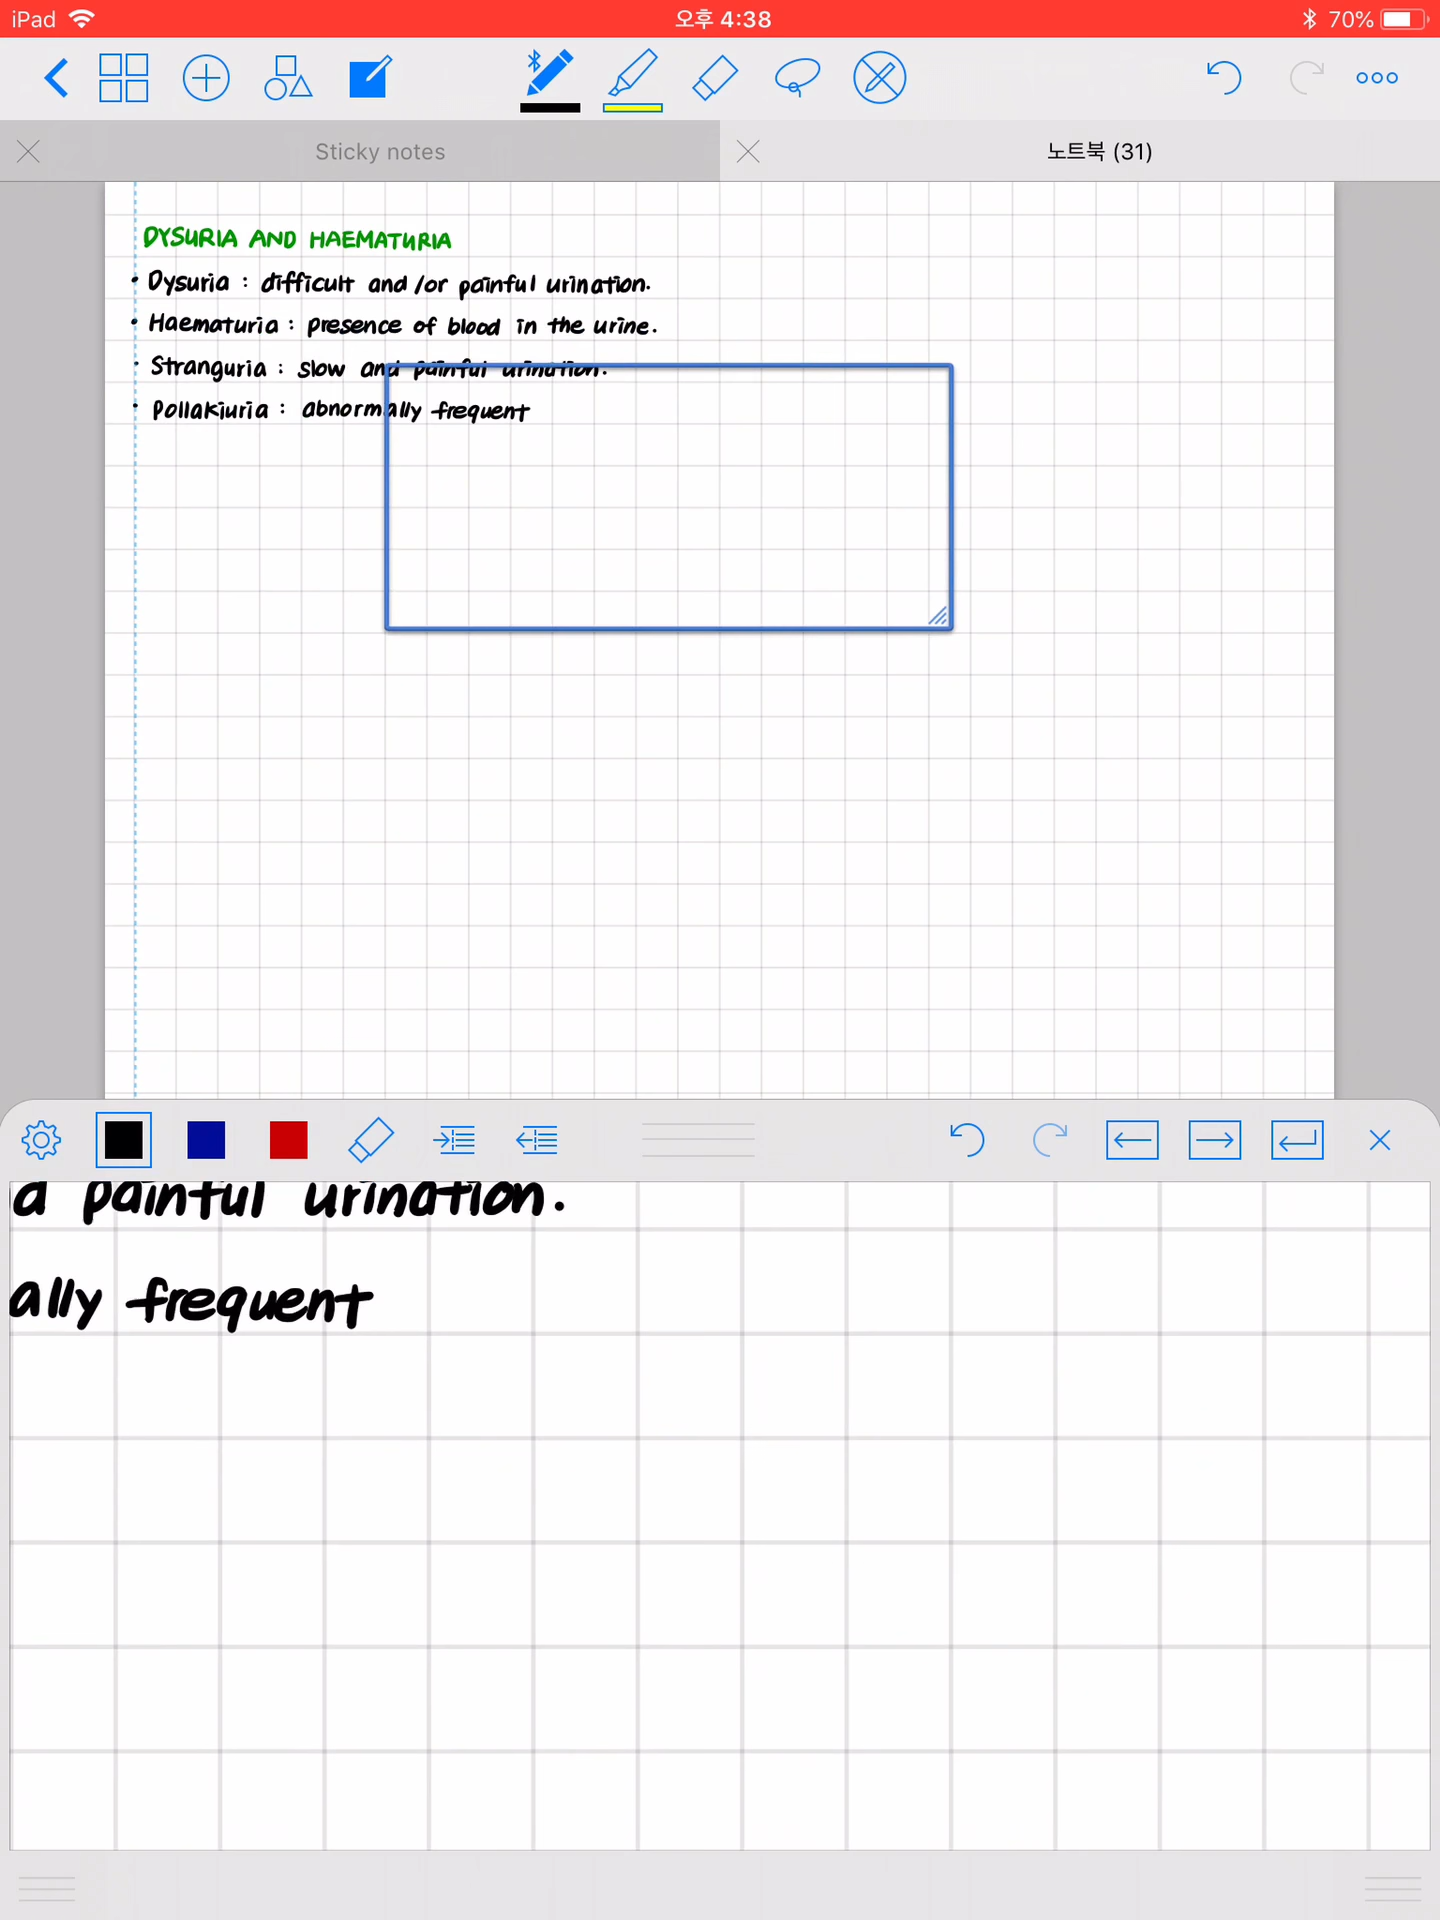 iPad 오후 4:38 70%
Sticky notes 노트북 (31)
DYSURIA AND HAEMATURIA
• Dysuria : difficult and/or painful urination.
• Haematuria : presence of blood in the urine.
• Stranguria : slow and painful urination.
• Pollakiuria : abnormally frequent
d painful urination.
ally frequent